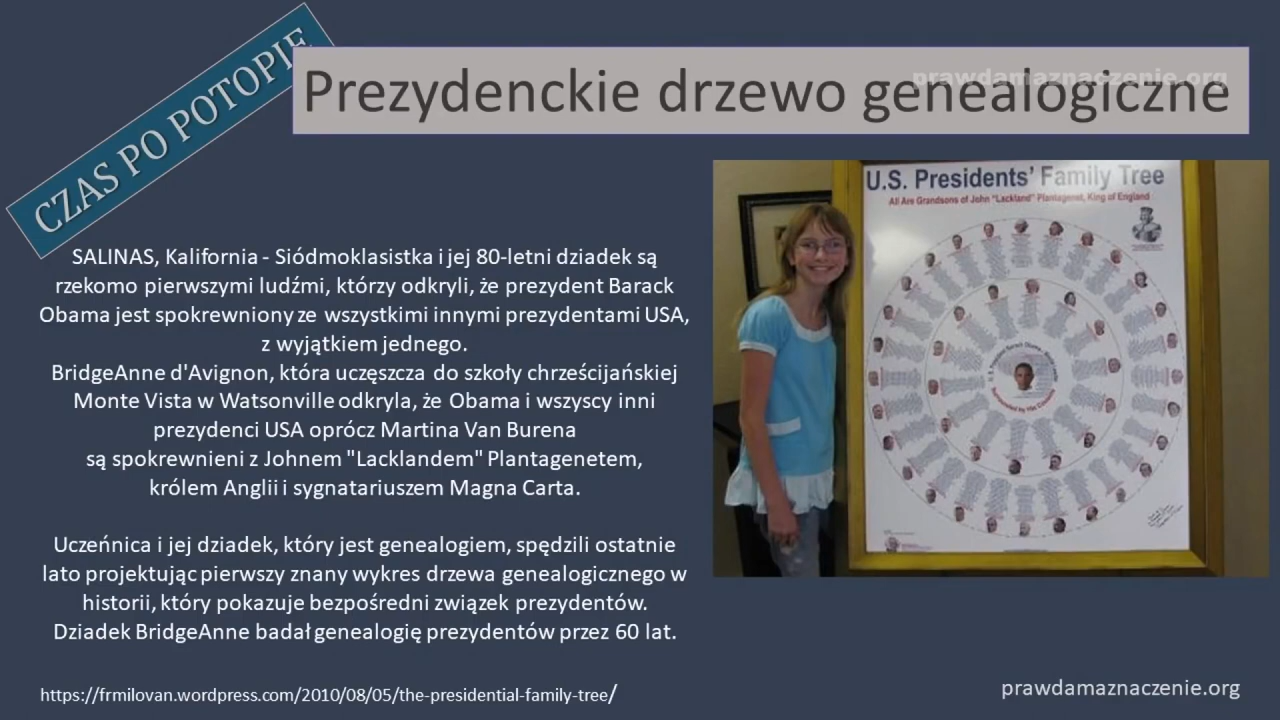 CZAS PO POTOPIE
Prezydenckie drzewo genealogiczne
prawdamaznaczenie.org
SALINAS, Kalifornia - Siódmoklasistka i jej 80-letni dziadek są
rzekomo pierwszymi ludźmi, którzy odkryli, że prezydent Barack
Obama jest spokrewniony ze wszystkimi innymi prezydentami USA,
z wyjątkiem jednego.
BridgeAnne d'Avignon, która uczęszcza do szkoły chrześcijańskiej
Monte Vista w Watsonville odkryla, że Obama i wszyscy inni
prezydenci USA oprócz Martina Van Burena
są spokrewnieni z Johnem "Lacklandem" Plantagenetem,
królem Anglii i sygnatariuszem Magna Carta.
Uczeńnica i jej dziadek, który jest genealogiem, spędzili ostatnie
lato projektując pierwszy znany wykres drzewa genealogicznego w
historii, który pokazuje bezpośredni związek prezydentów.
Dziadek BridgeAnne badał genealogię prezydentów przez 60 lat.
U.S. Presidents' Family Tree
All Are Grandsons of John "Lackland" Plantagenet, King of England
https://frmilovan.wordpress.com/2010/08/05/the-presidential-family-tree/
prawdamaznaczenie.org